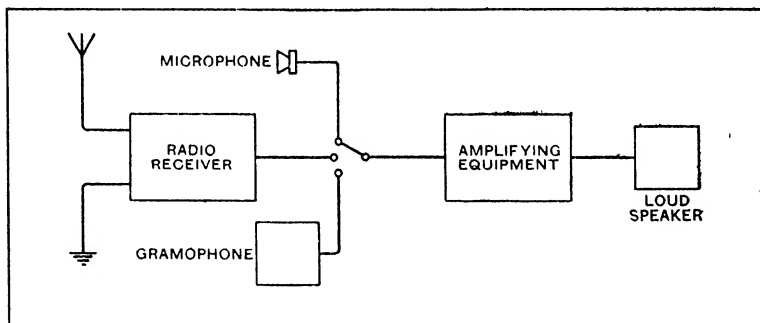 MICROPHONE
RADIO
RECEIVER
AMPLIFYING
EQUIPMENT
LOUD
SPEAKER
GRAMOPHONE